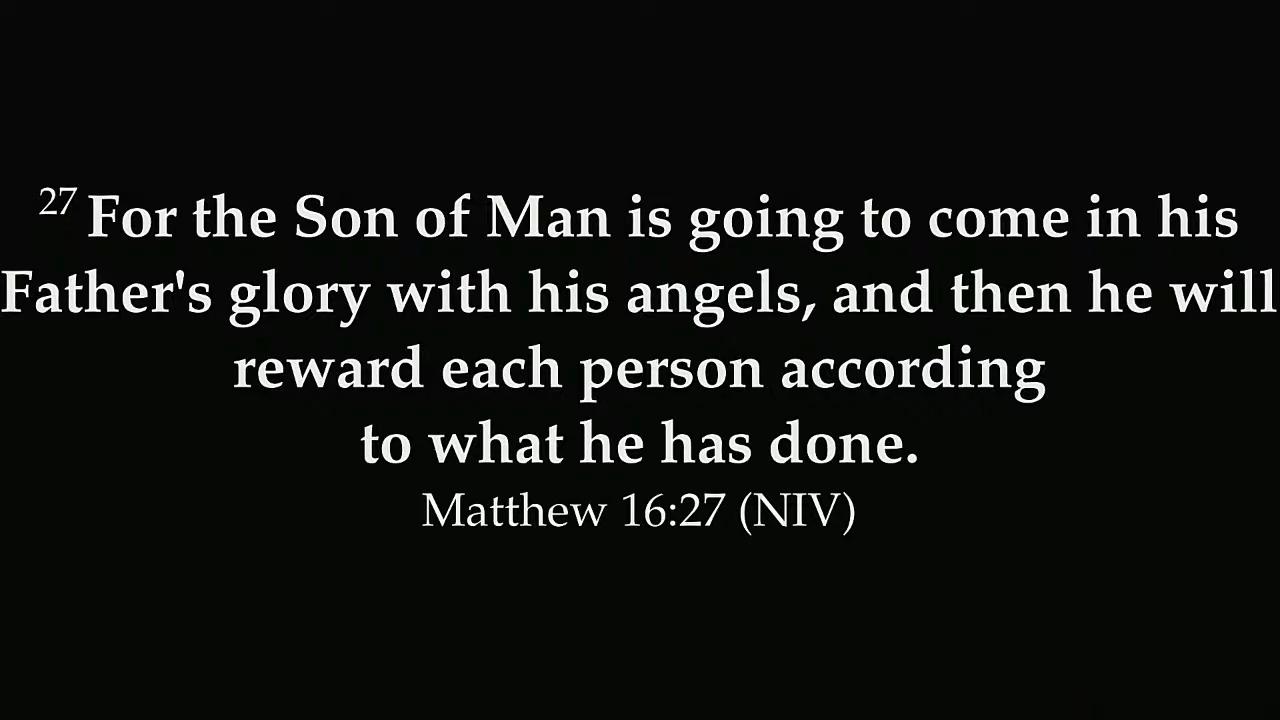 27 For the Son of Man is going to come in his
Father's glory with his angels, and then he will
reward each person according
to what he has done.
Matthew 16:27 (NIV)